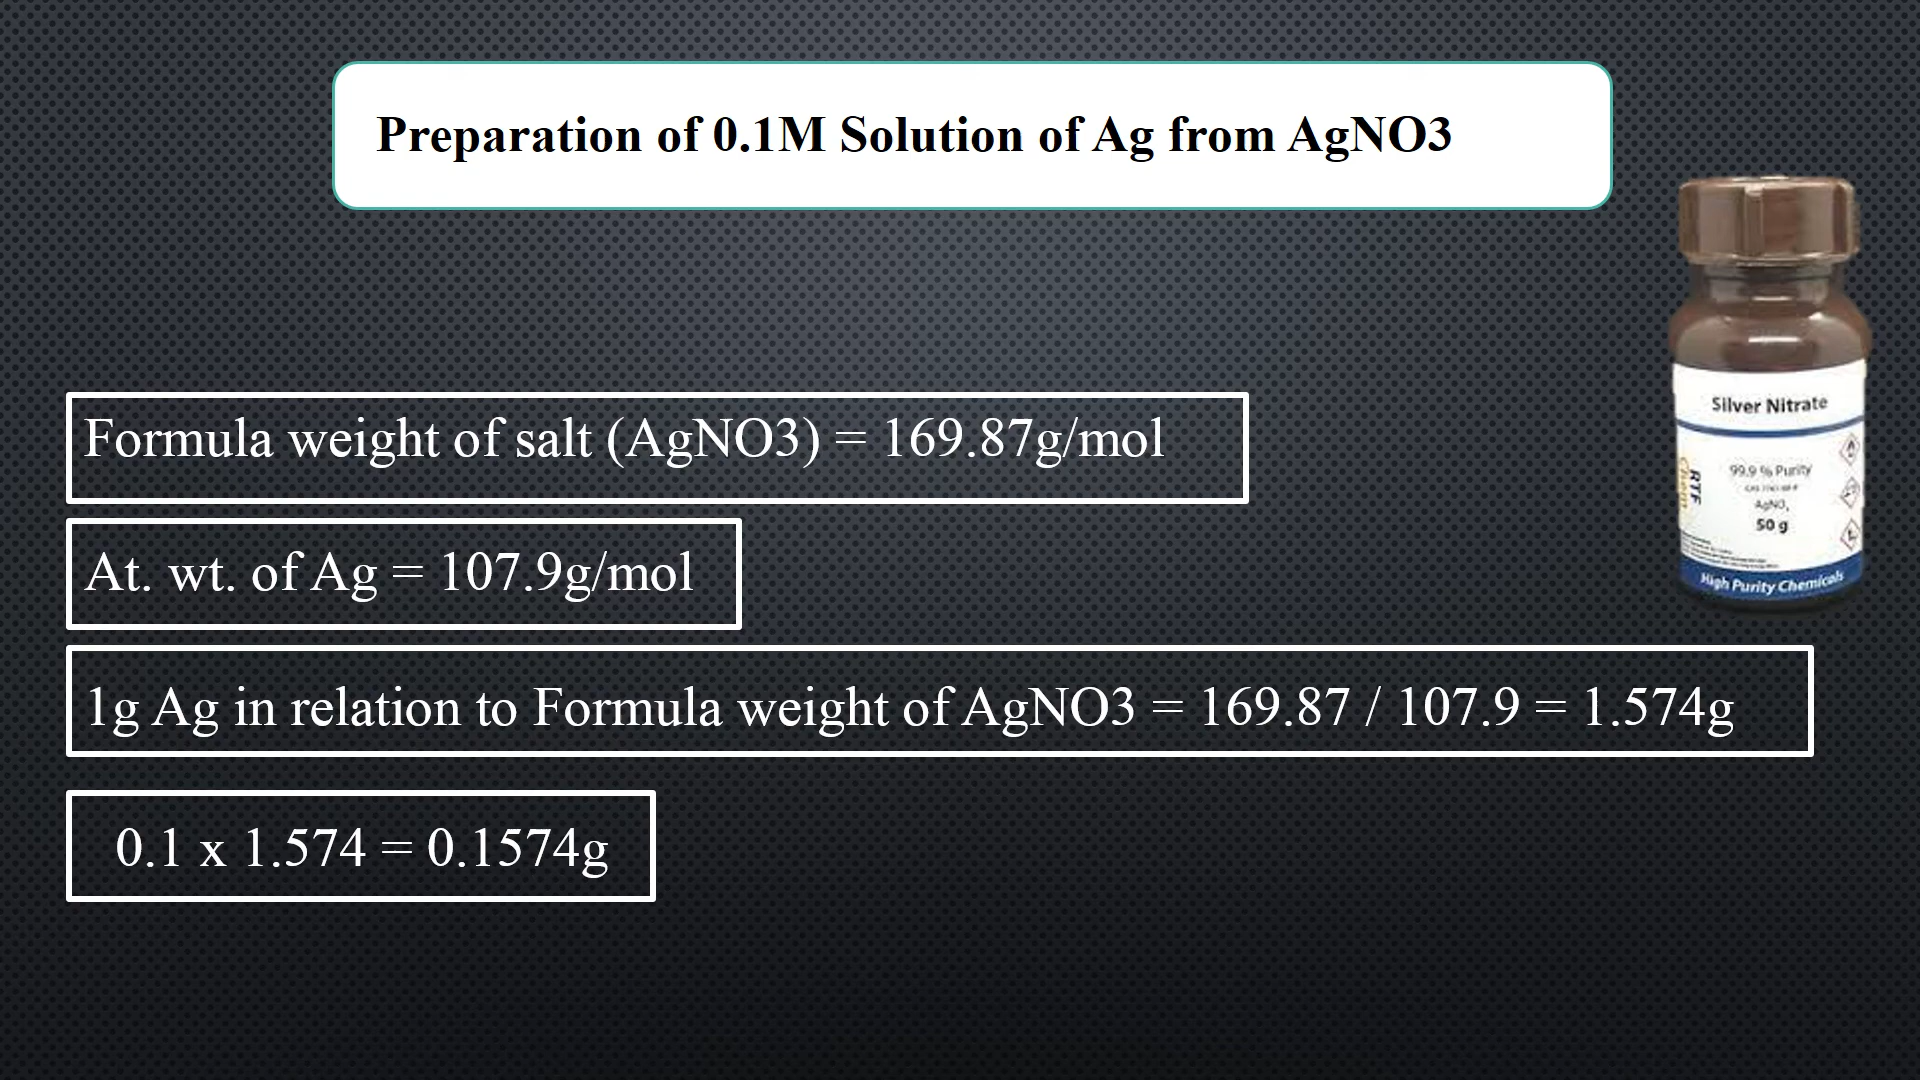 Preparation of 0.1M Solution of Ag from AgNO3
Silver Nitrate
99.9 % Purity
AgNO₃
50 g
RTF
High Purity Chemicals
Formula weight of salt (AgNO3) = 169.87g/mol
At. wt. of Ag = 107.9g/mol
1g Ag in relation to Formula weight of AgNO3 = 169.87 / 107.9 = 1.574g
0.1 x 1.574 = 0.1574g